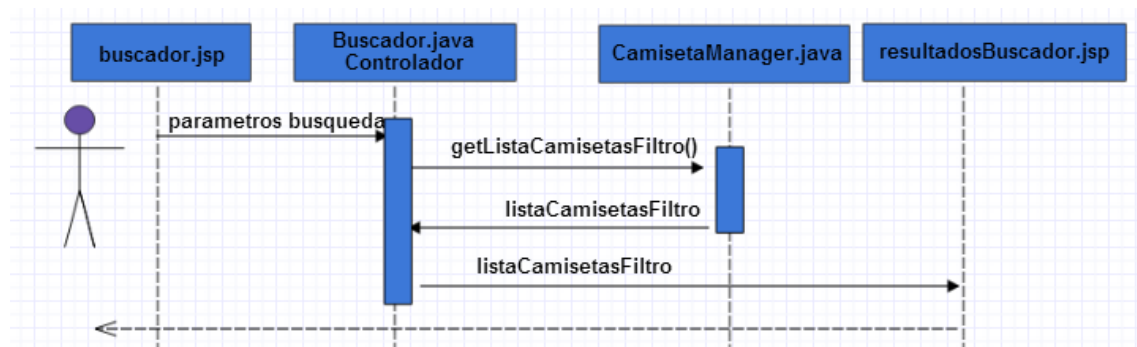 buscador.jsp
Buscador.java
Controlador
CamisetaManager.java
resultadosBuscador.jsp
parametros busqueda
getListaCamisetasFiltro()
listaCamisetasFiltro
listaCamisetasFiltro